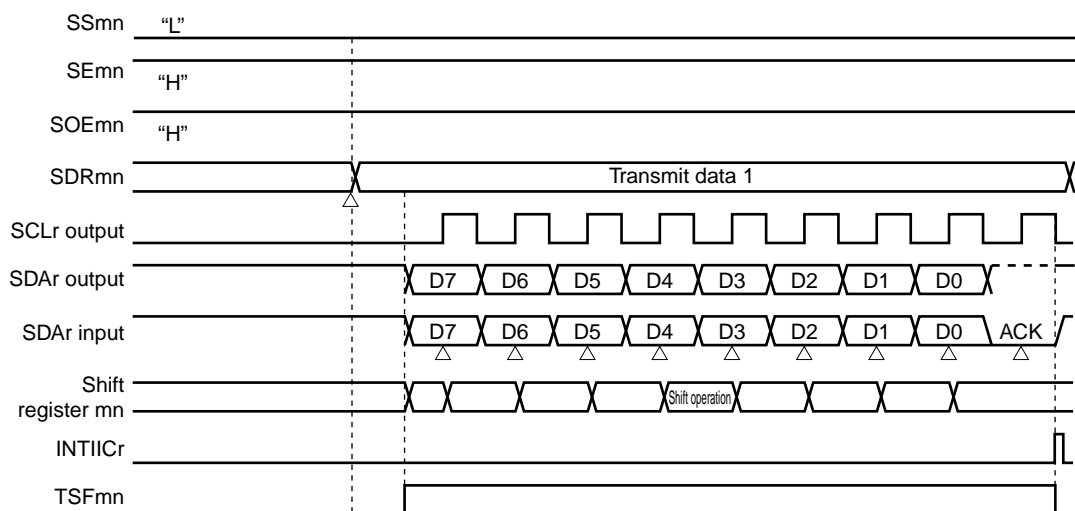 SSmn “L”
SEmn “H”
SOEmn “H”
SDRmn Transmit data 1
SCLr output
SDAr output D7 D6 D5 D4 D3 D2 D1 D0
SDAr input D7 D6 D5 D4 D3 D2 D1 D0 ACK
Shift
register mn Shift operation
INTIICr
TSFmn